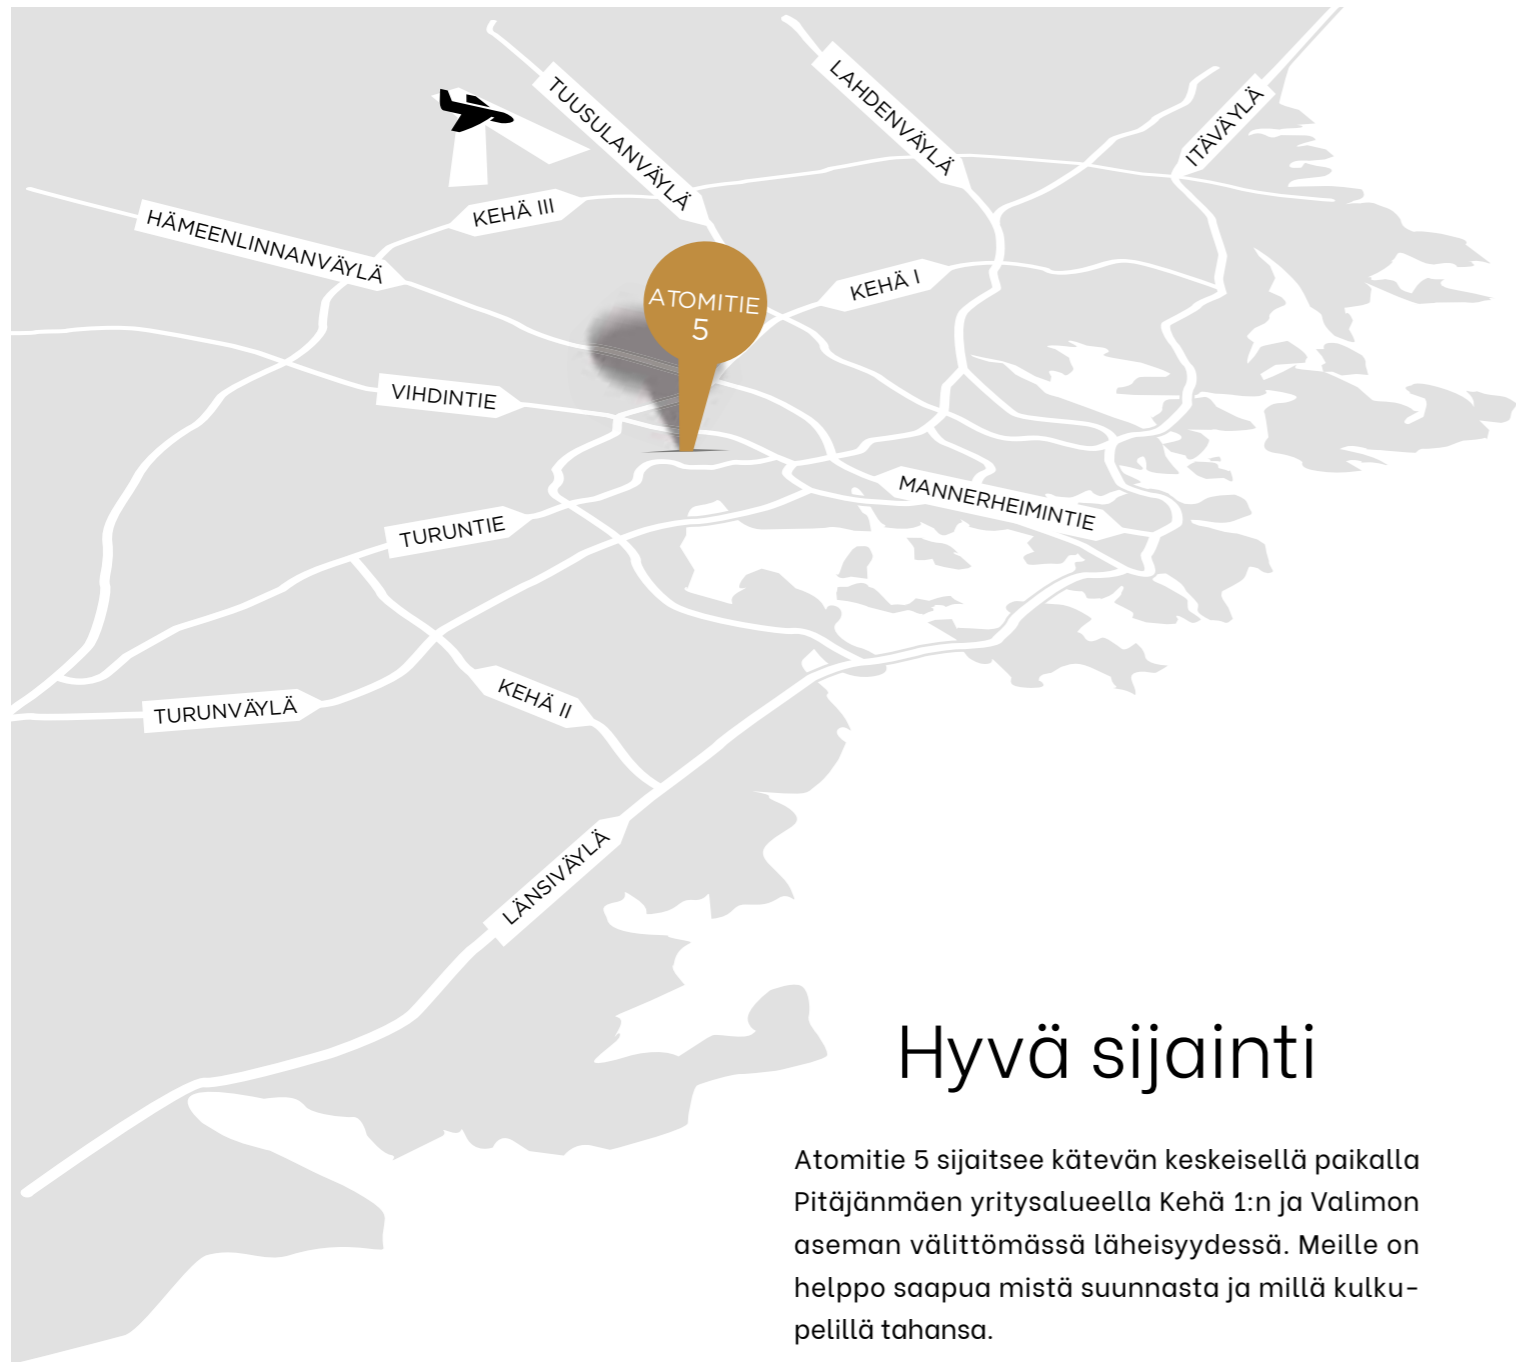 LAHDENVÄYLÄ
TUUSULANVÄYLÄ
ITÄVÄYLÄ
KEHÄ III
HÄMEENLINNANVÄYLÄ
KEHÄ I
ATOMITIE
5
VIHDINTIE
MANNERHEIMINTIE
TURUNTIE
KEHÄ II
TURUNVÄYLÄ
LÄNSIVÄYLÄ
Hyvä sijainti
Atomitie 5 sijaitsee kätevän keskeisellä paikalla
Pitäjänmäen yritysalueella Kehä 1:n ja Valimon
aseman välittömässä läheisyydessä. Meille on
helppo saapua mistä suunnasta ja millä kulku-
pelillä tahansa.